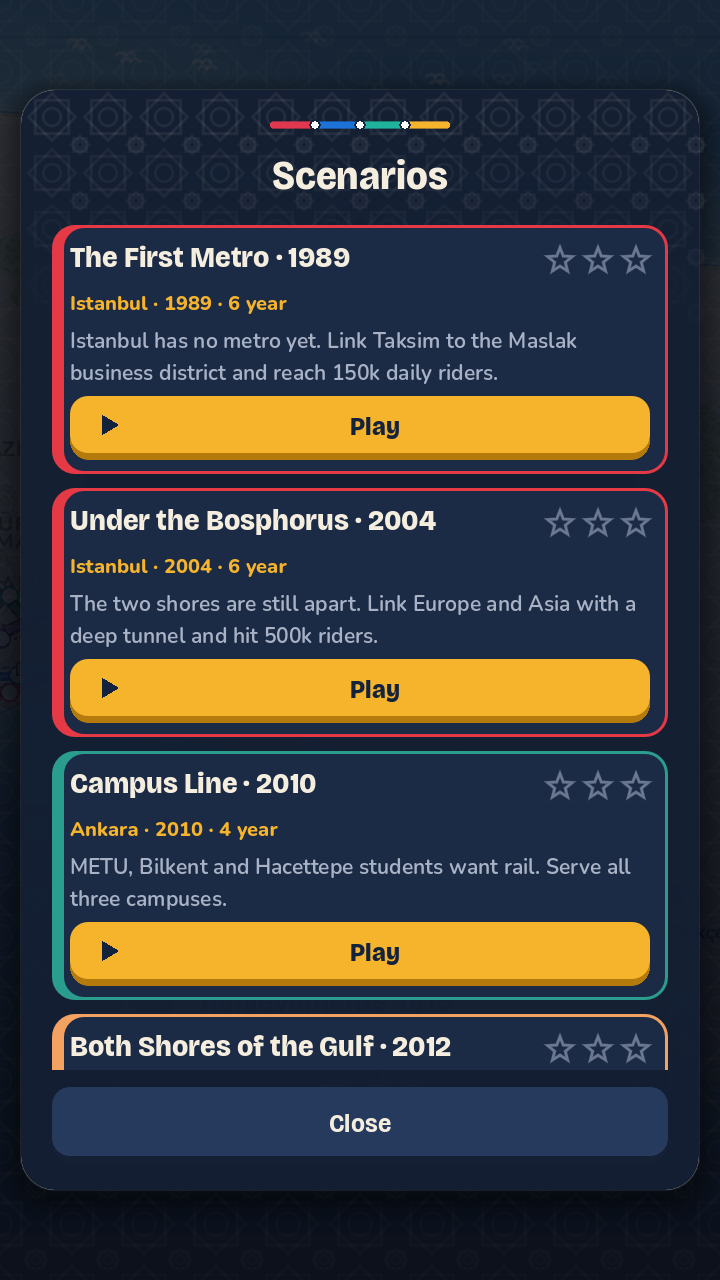 Scenarios
The First Metro · 1989
Istanbul · 1989 · 6 year
Istanbul has no metro yet. Link Taksim to the Maslak
business district and reach 150k daily riders.
Play
Under the Bosphorus · 2004
Istanbul · 2004 · 6 year
The two shores are still apart. Link Europe and Asia with a
deep tunnel and hit 500k riders.
Play
Campus Line · 2010
Ankara · 2010 · 4 year
METU, Bilkent and Hacettepe students want rail. Serve all
three campuses.
Play
Both Shores of the Gulf · 2012
Close